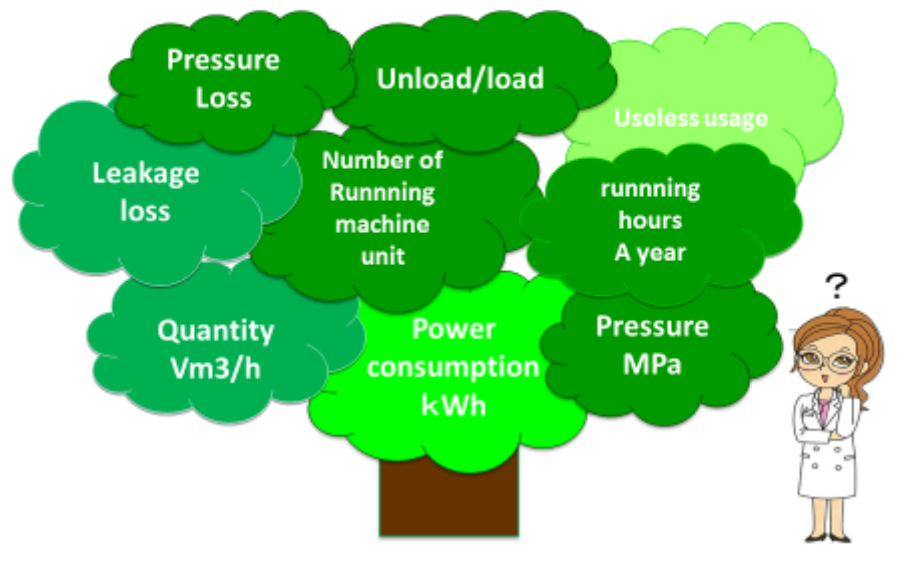 Pressure
Loss
Unload/load
Useless usage
Leakage
loss
Number of
Runnning
machine
unit
runnning
hours
A year
Quantity
Vm3/h
Power
consumption
kWh
Pressure
MPa
?